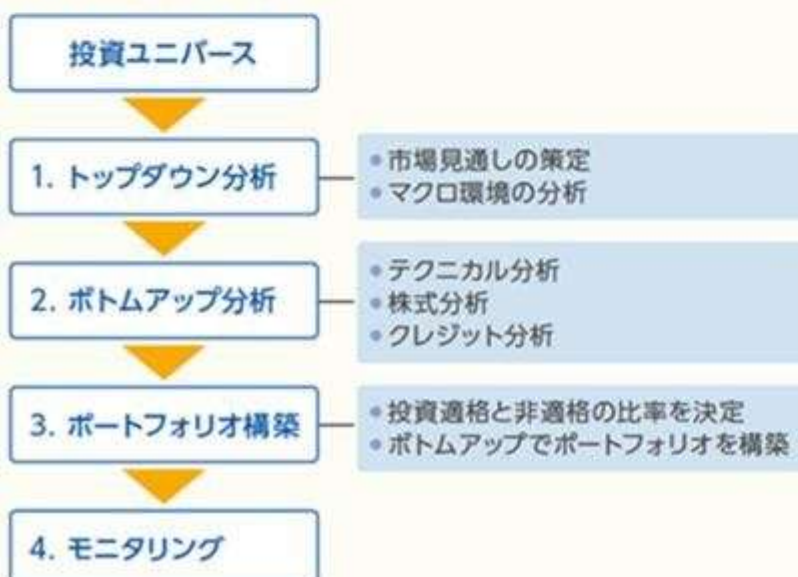 投資ユニバース
1. トップダウン分析
• 市場見通しの策定
• マクロ環境の分析
2. ボトムアップ分析
• テクニカル分析
• 株式分析
• クレジット分析
3. ポートフォリオ構築
• 投資適格と非適格の比率を決定
• ボトムアップでポートフォリオを構築
4. モニタリング